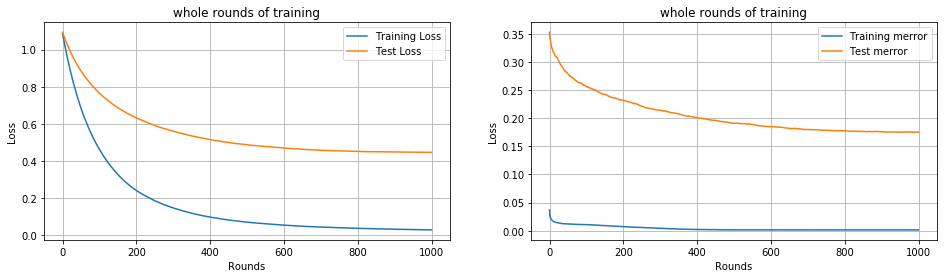 whole rounds of training
Loss
1.0
0.8
0.6
0.4
0.2
0.0
Training Loss
Test Loss
0 200 400 600 800 1000
Rounds
whole rounds of training
Loss
0.35
0.30
0.25
0.20
0.15
0.10
0.05
0.00
Training merror
Test merror
0 200 400 600 800 1000
Rounds